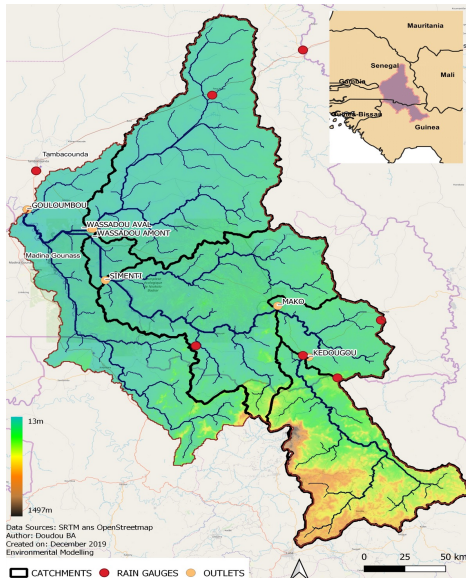 Mauritania
Senegal
Mali
Gambia
Guinea-Bissau
Guinea
Tambacounda
GOULOUMBOU
WASSADOU AVAL
WASSADOU AMONT
Madina Gounass
SIMENTI
MAKO
KEDOUGOU
13m
1497m
Data Sources: SRTM ans OpenStreetmap
Author: Doudou BA
Created on: December 2019
Environmental Modelling
0 25 50 km
CATCHMENTS RAIN GAUGES OUTLETS